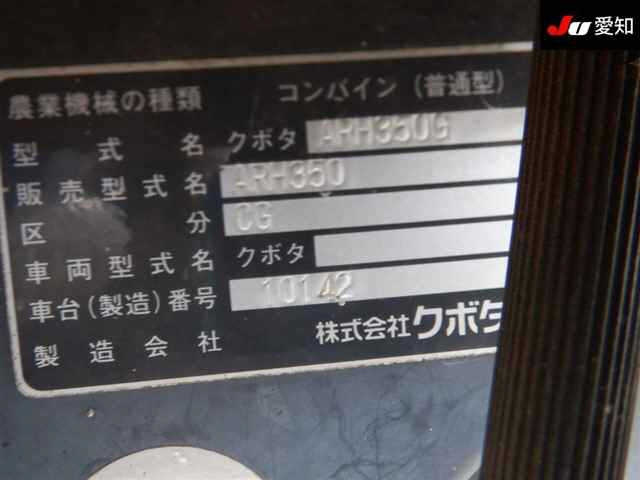 JU 愛知
農業機械の種類 コンバイン (普通型)
型式名 クボタ ARH350G
販売型式名 ARH350
区分 CG
車両型式名 クボタ
車台(製造)番号 10142
製造会社 株式会社クボタ